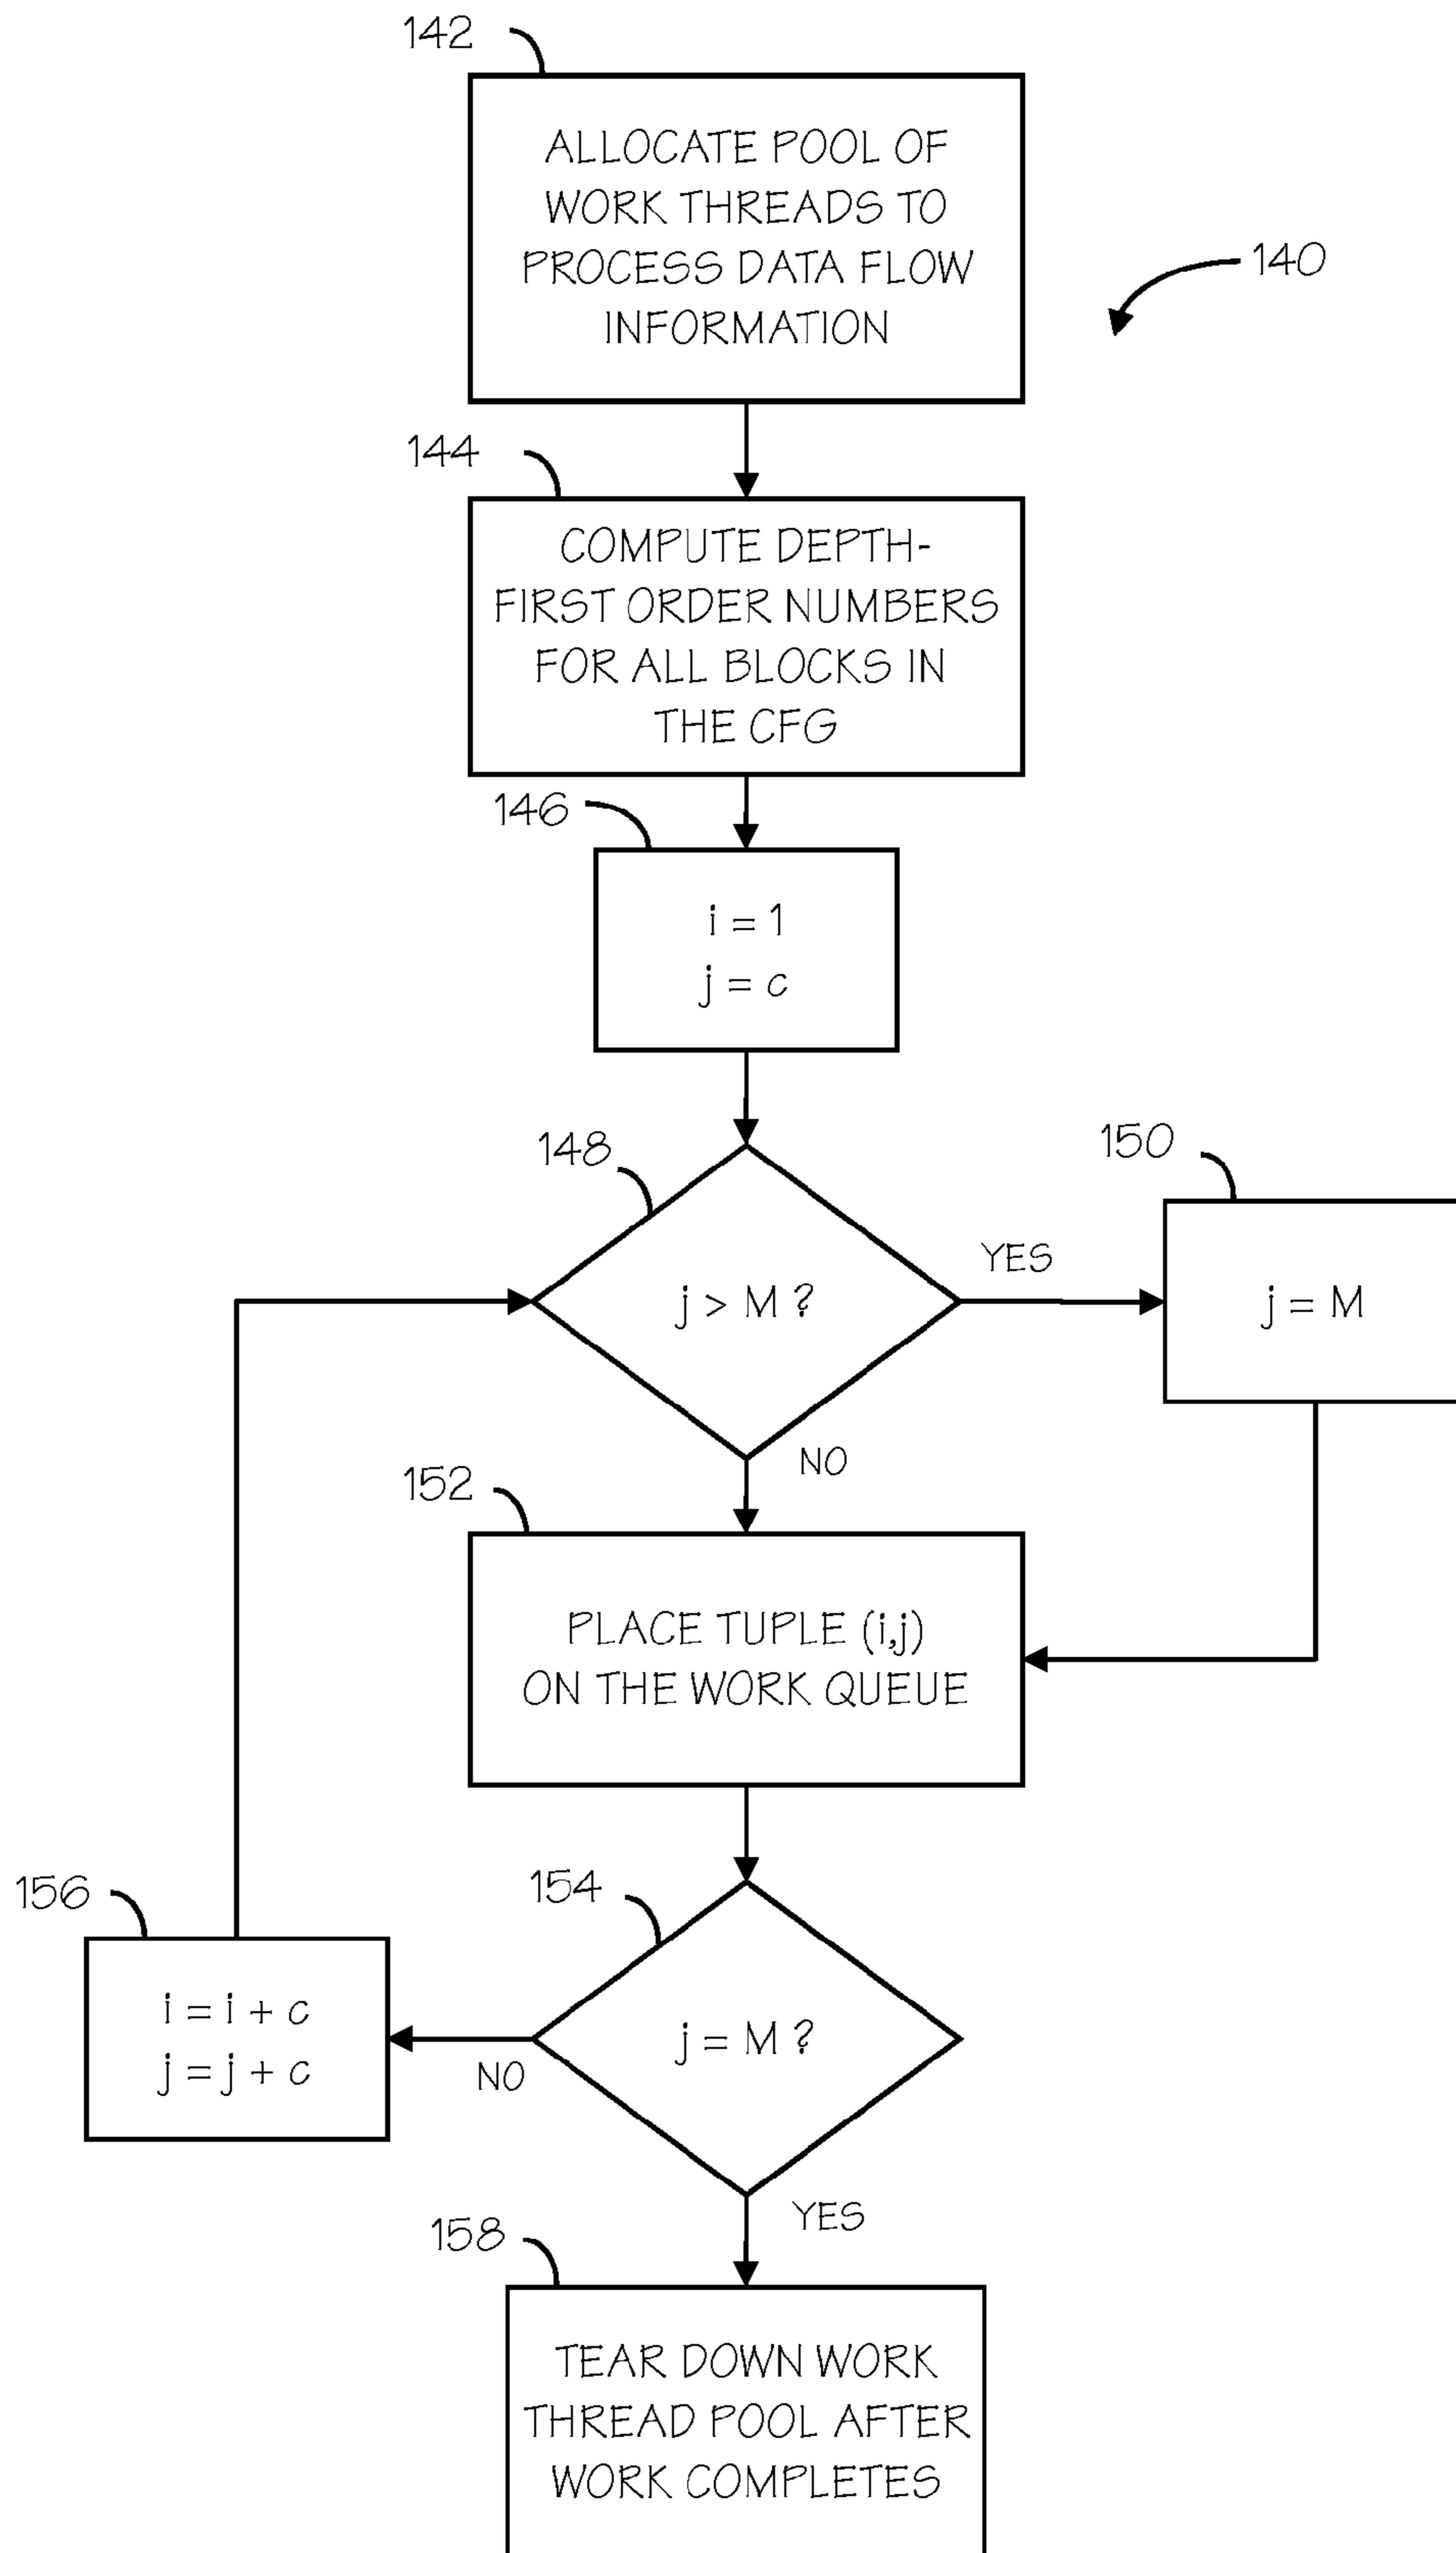 142
ALLOCATE POOL OF
WORK THREADS TO
PROCESS DATA FLOW
INFORMATION
140
144
COMPUTE DEPTH-
FIRST ORDER NUMBERS
FOR ALL BLOCKS IN
THE CFG
146
i = 1
j = c
148
j > M ?
YES
150
j = M
NO
152
PLACE TUPLE (i,j)
ON THE WORK QUEUE
154
j = M ?
156
i = i + c
j = j + c
NO
YES
158
TEAR DOWN WORK
THREAD POOL AFTER
WORK COMPLETES